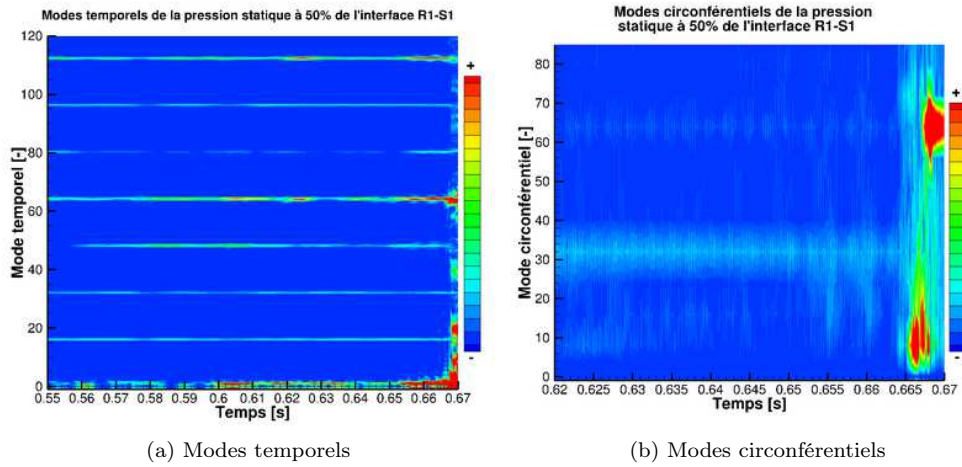 Modes temporels de la pression statique à 50% de l'interface R1-S1
120
100
80
60
40
20
0
Mode temporel [-]
0.55 0.56 0.57 0.58 0.59 0.6 0.61 0.62 0.63 0.64 0.65 0.66 0.67
Temps [s]
+
-
(a) Modes temporels
Modes circonférentiels de la pression
statique à 50% de l'interface R1-S1
80
70
60
50
40
30
20
10
0
Mode circonférentiel [-]
0.62 0.625 0.63 0.635 0.64 0.645 0.65 0.655 0.66 0.665 0.67
Temps [s]
+
-
(b) Modes circonférentiels